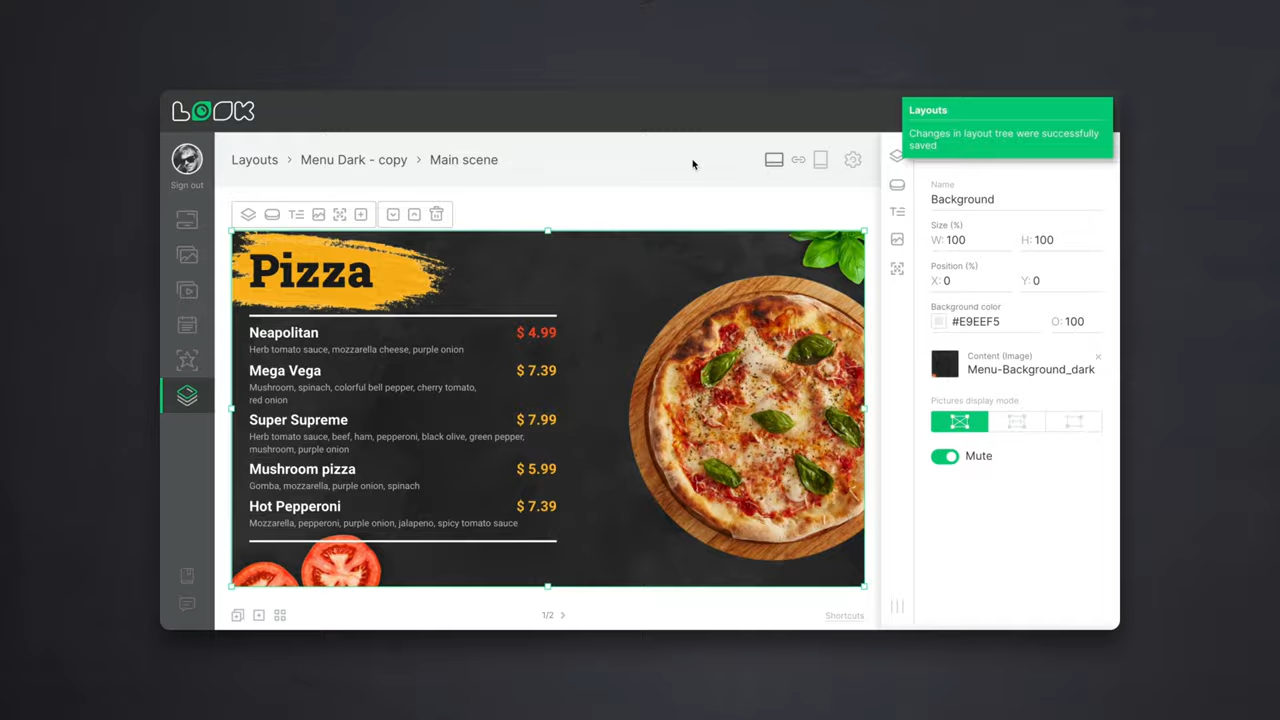 LOOK
Layouts
Changes in layout tree were successfully
saved
Sign out
Layouts > Menu Dark - copy > Main scene
Pizza
Neapolitan $ 4.99
Herb tomato sauce, mozzarella cheese, purple onion
Mega Vega $ 7.39
Mushroom, spinach, colorful bell pepper, cherry tomato,
red onion
Super Supreme $ 7.99
Herb tomato sauce, beef, ham, pepperoni, black olive, green pepper,
mushroom, purple onion
Mushroom pizza $ 5.99
Gomba, mozzarella, purple onion, spinach
Hot Pepperoni $ 7.39
Mozzarella, pepperoni, purple onion, jalapeno, spicy tomato sauce
1/2 >
Shortcuts
Name
Background
Size (%)
W: 100 H: 100
Position (%)
X: 0 Y: 0
Background color
#E9EEF5 O: 100
Content (Image)
Menu-Background_dark
Pictures display mode
Mute